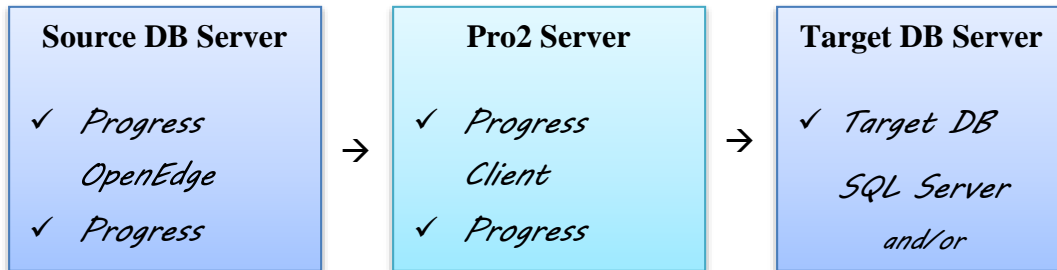 Source DB Server
✓ Progress
OpenEdge
✓ Progress
→
Pro2 Server
✓ Progress
Client
✓ Progress
→
Target DB Server
✓ Target DB
SQL Server
and/or